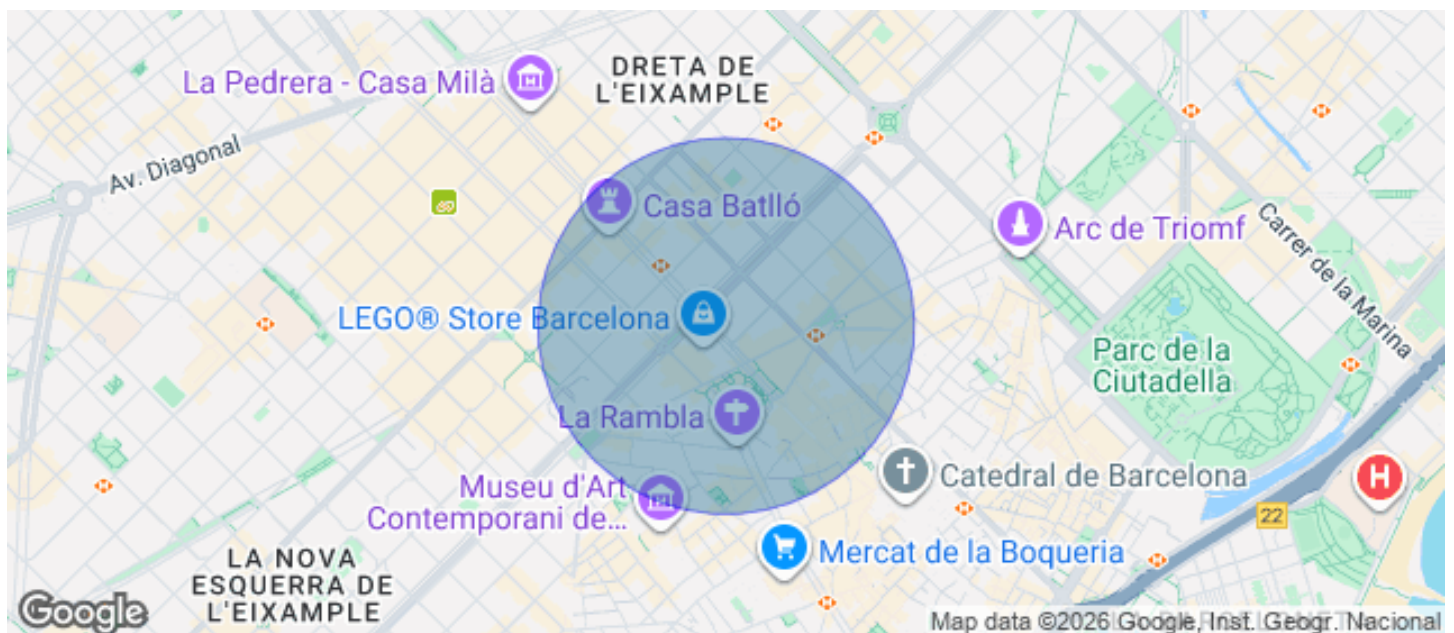 DRETA DE
L'EIXAMPLE
La Pedrera - Casa Milà
Av. Diagonal
Casa Batlló
Arc de Triomf
Carrer de la Marina
LEGO® Store Barcelona
Parc de la
Ciutadella
La Rambla
Catedral de Barcelona
Museu d'Art
Contemporani de...
22
Mercat de la Boqueria
LA NOVA
ESQUERRA DE
L'EIXAMPLE
Google
Map data ©2026 Google, Inst. Geogr. Nacional